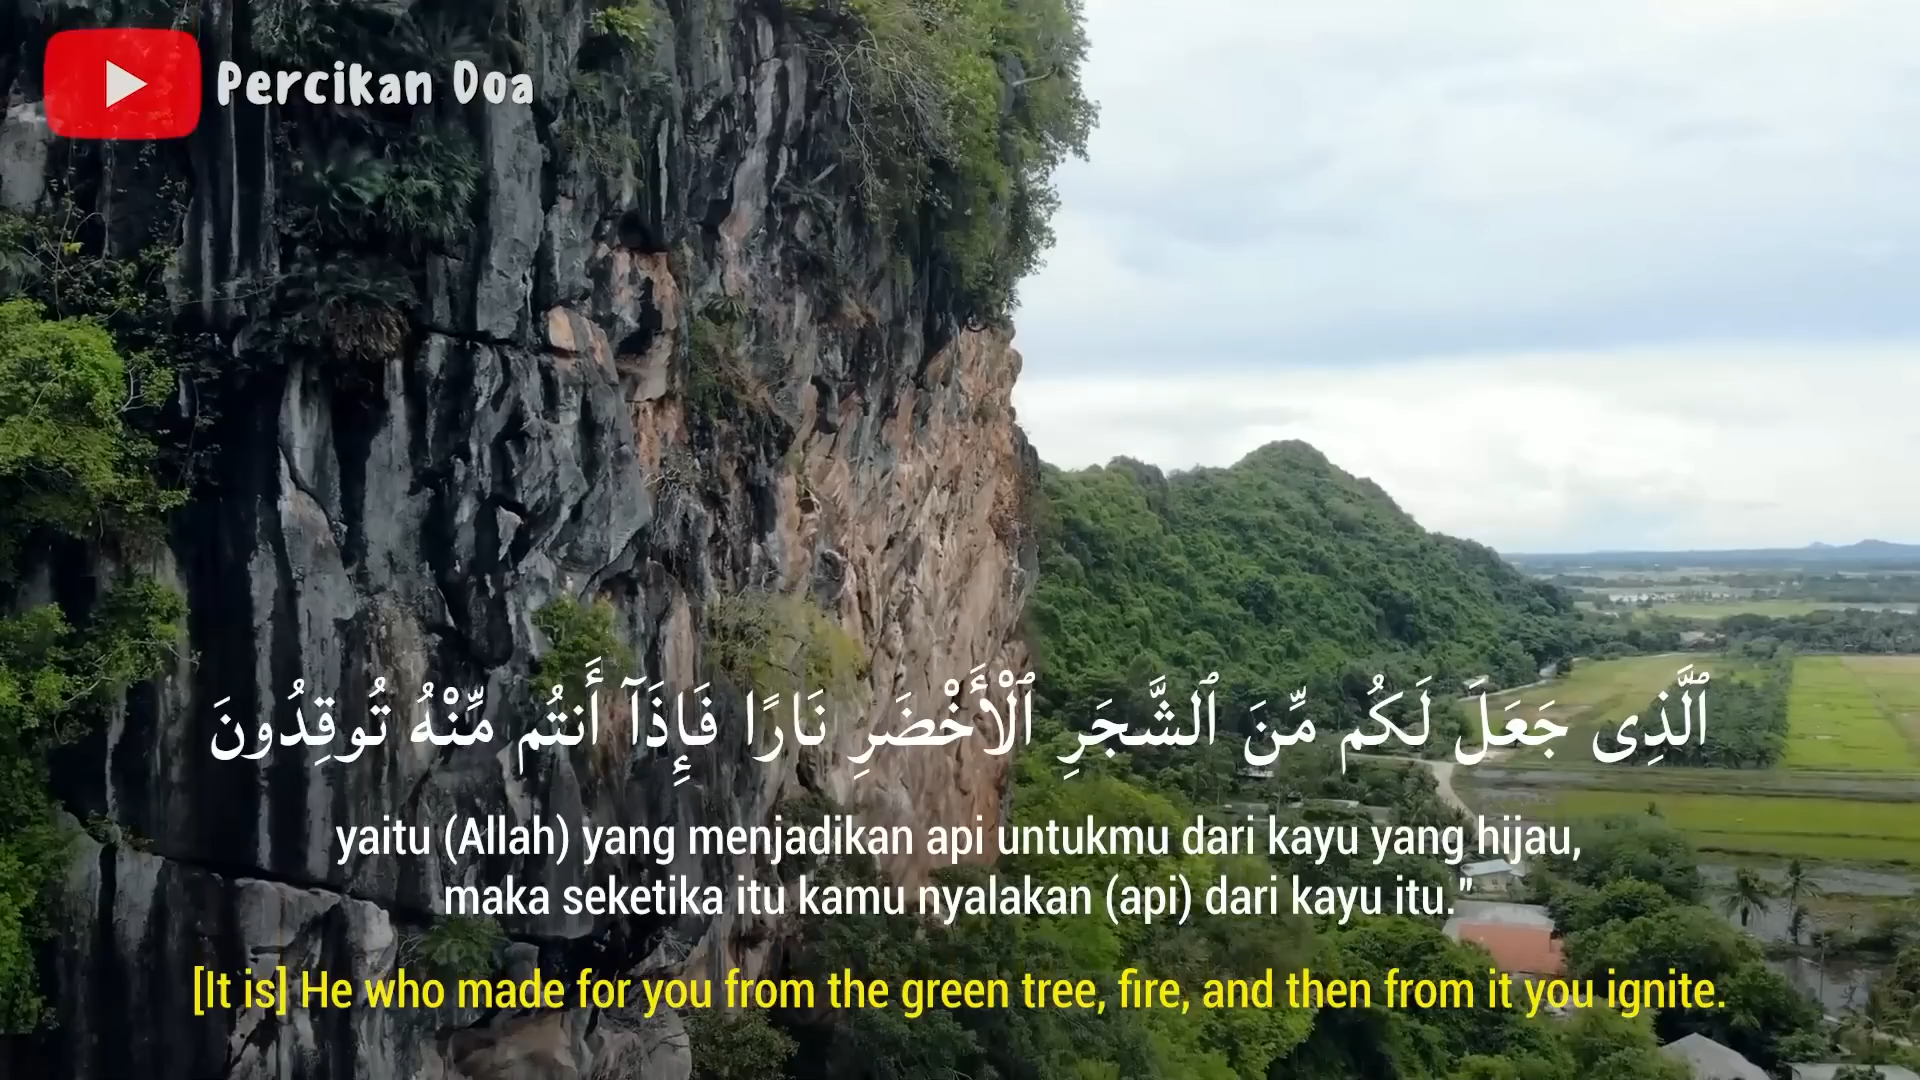 Percikan Doa
ٱلَّذِى جَعَلَ لَكُم مِّنَ ٱلشَّجَرِ ٱلْأَخْضَرِ نَارًا فَإِذَآ أَنتُم مِّنْهُ تُوقِدُونَ
yaitu (Allah) yang menjadikan api untukmu dari kayu yang hijau,
maka seketika itu kamu nyalakan (api) dari kayu itu."
[It is] He who made for you from the green tree, fire, and then from it you ignite.